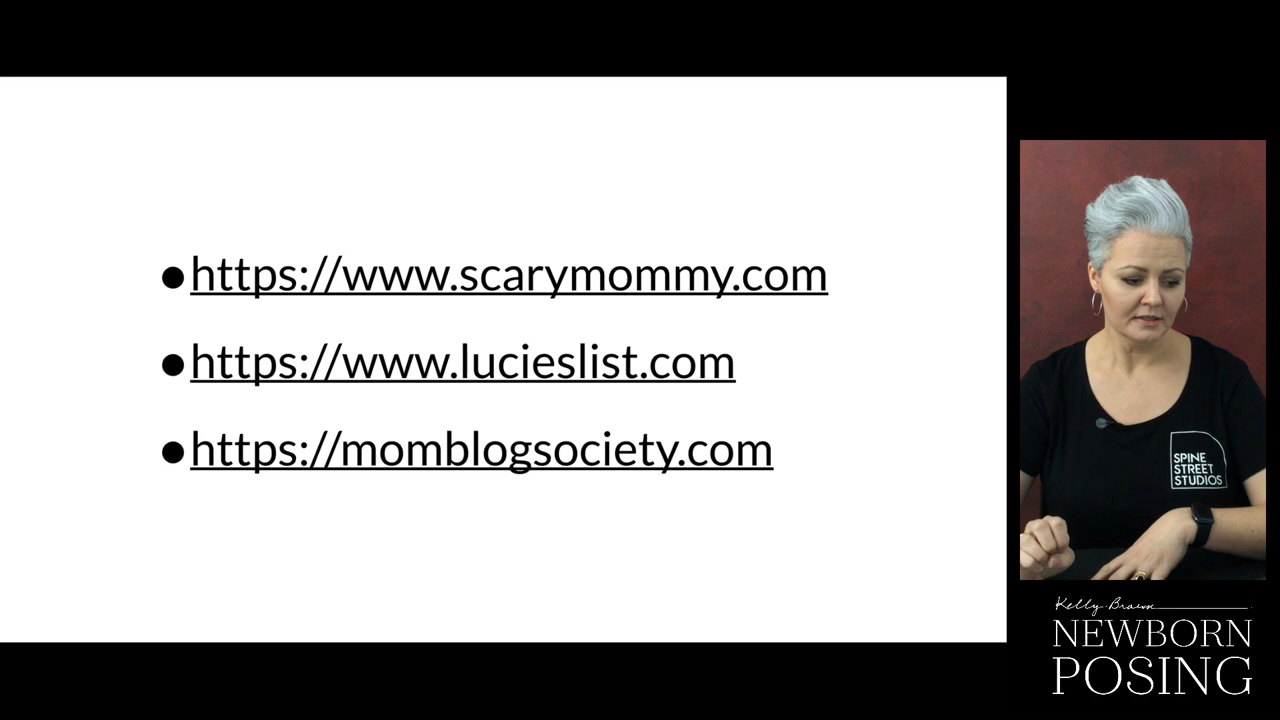 •https://www.scarymommy.com
•https://www.lucieslist.com
•https://momblogsociety.com
SPINE
STREET
STUDIOS
Kelly Brown
NEWBORN
POSING